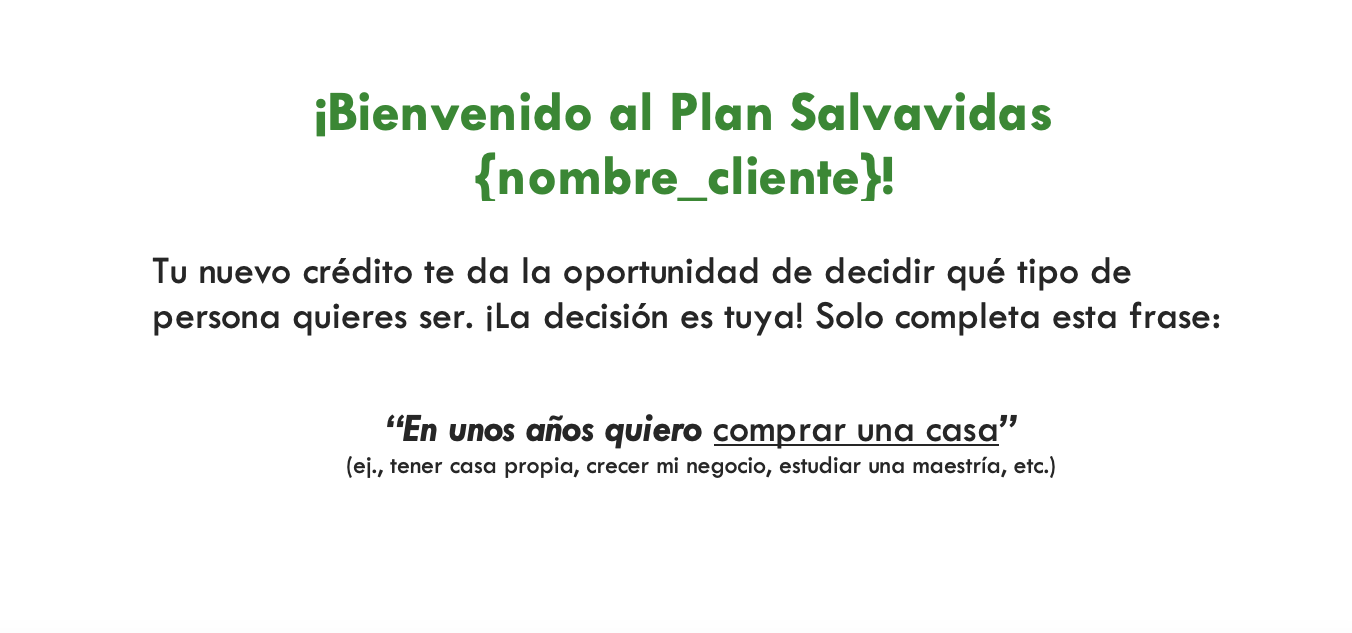 ¡Bienvenido al Plan Salvavidas
{nombre_cliente}!
Tu nuevo crédito te da la oportunidad de decidir qué tipo de
persona quieres ser. ¡La decisión es tuya! Solo completa esta frase:
“En unos años quiero comprar una casa”
(ej., tener casa propia, crecer mi negocio, estudiar una maestría, etc.)